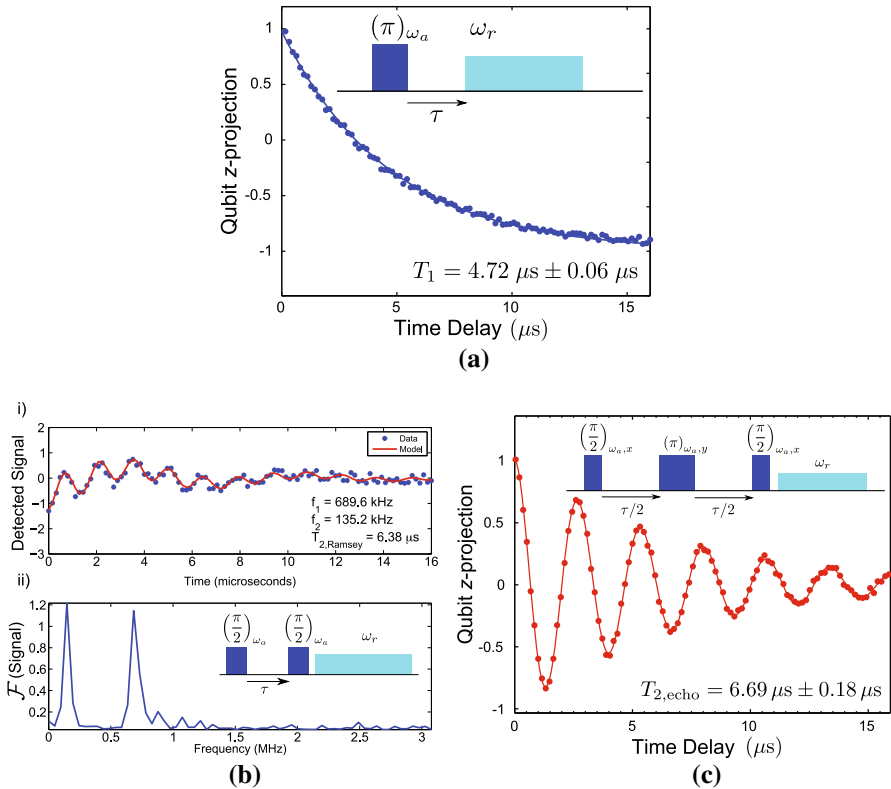 (π)ωa ωr
τ
Qubit z-projection
1
0.5
0
-0.5
-1
T1 = 4.72 μs ± 0.06 μs
0 5 10 15
Time Delay (μs)
(a)
i)
Detected Signal
2
1
0
−1
−2
−3
Data
Model
f1 = 689.6 kHz
f2 = 135.2 kHz
T2,Ramsey = 6.38 μs
0 2 4 6 8 10 12 14 16
Time (microseconds)
ii)
F(Signal)
1.2
1
0.8
0.6
0.4
0.2
(π/2)ωa (π/2)ωa ωr
τ
0 0.5 1 1.5 2 2.5 3
Frequency (MHz)
(b)
Qubit z-projection
1
0.5
0
-0.5
-1
(π/2)ωa,x (π)ωa,y (π/2)ωa,x ωr
τ/2 τ/2
T2,echo = 6.69 μs ± 0.18 μs
0 5 10 15
Time Delay (μs)
(c)